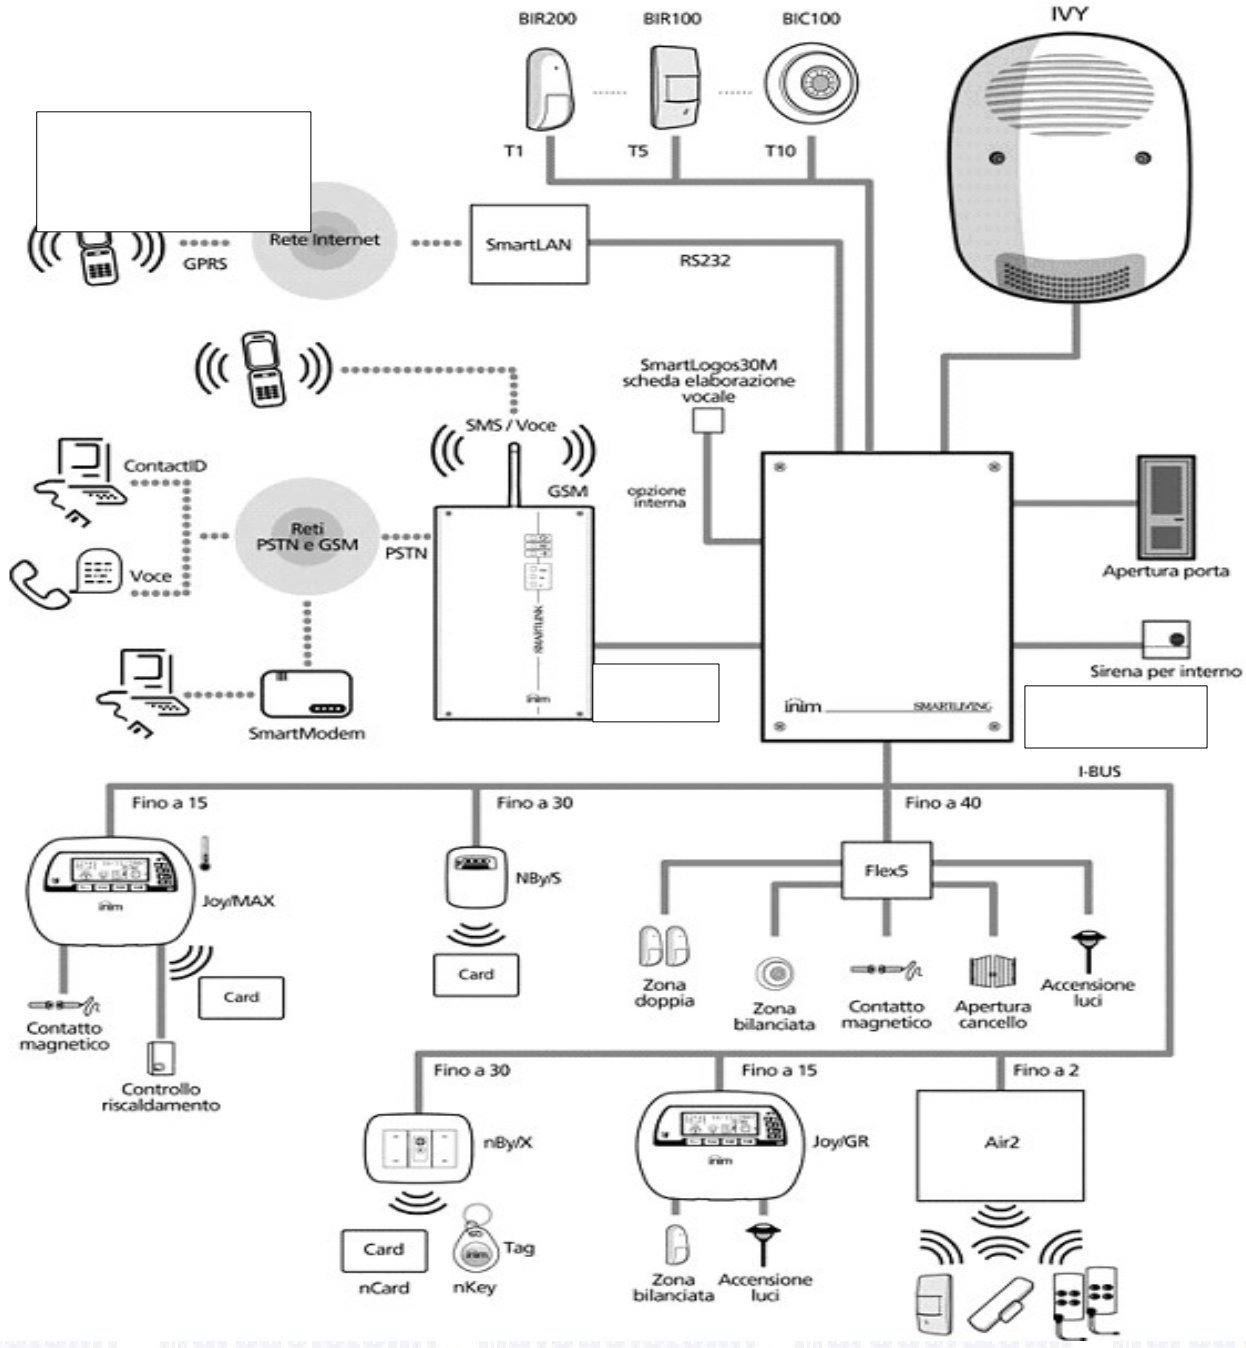 BIR200
BIR100
BIC100
IVY
T1
T5
T10
Rete Internet
GPRS
SmartLAN
RS232
SmartLogos30M
scheda elaborazione
vocale
opzione
interna
SMS / Voce
GSM
ContactID
Reti
PSTN e GSM
PSTN
Voce
SMARTLINK
inim
SmartModem
inim
SMARTLIVING
Apertura porta
Sirena per interno
I-BUS
Fino a 15
Fino a 30
Fino a 40
inim
Joy/MAX
NBy/S
Flex5
Card
Card
Contatto
magnetico
Controllo
riscaldamento
Zona
doppia
Zona
bilanciata
Contatto
magnetico
Apertura
cancello
Accensione
luci
Fino a 30
Fino a 15
Fino a 2
inim
nBy/X
inim
Joy/GR
Air2
Card
nCard
inim
Tag
nKey
Zona
bilanciata
Accensione
luci